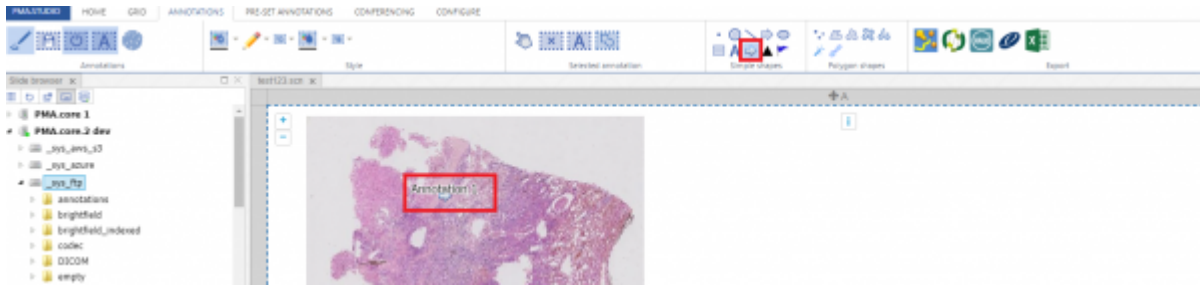 PMA.STUDIO HOME GRID ANNOTATIONS PRE-SET ANNOTATIONS CONFERENCING CONFIGURE
Annotations Style Selected annotation Simple shapes Polygon shapes Export
Slide browser test123.scn
A
PMA.core 1
PMA.core.2 dev
_sys_aws_s3
_sys_azure
_sys_ftp
Annotation1
annotations
brightfield
brightfield_indexed
codec
DICOM
empty